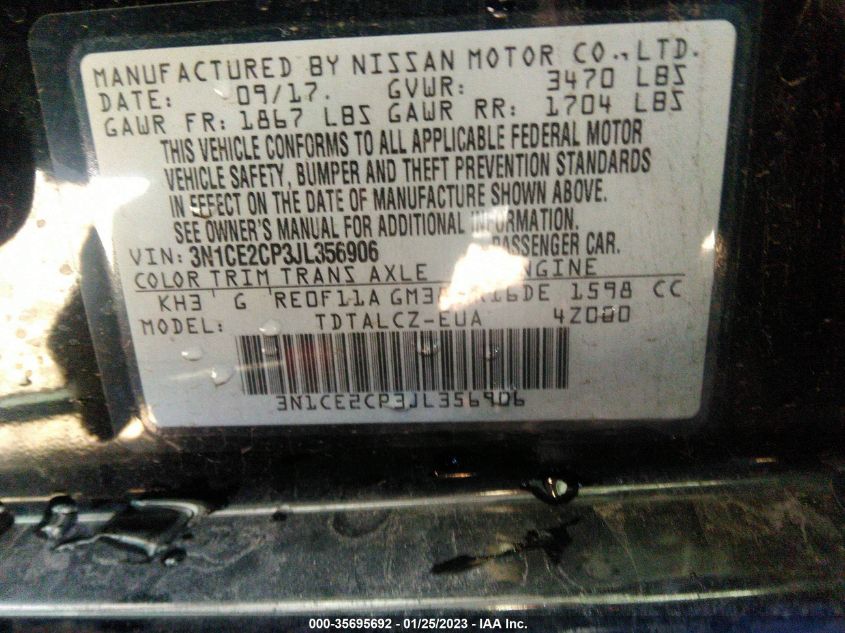 MANUFACTURED BY NISSAN MOTOR CO., LTD.
DATE: 09/17. GVWR: 3470 LBS
GAWR FR: 1867 LBS GAWR RR: 1704 LBS
THIS VEHICLE CONFORMS TO ALL APPLICABLE FEDERAL MOTOR
VEHICLE SAFETY, BUMPER AND THEFT PREVENTION STANDARDS
IN EFFECT ON THE DATE OF MANUFACTURE SHOWN ABOVE.
SEE OWNER'S MANUAL FOR ADDITIONAL INFORMATION.
VIN: 3N1CE2CP3JL356906 PASSENGER CAR.
COLOR TRIM TRANS AXLE ENGINE
KH3 G RE0F11A 1598 CC
MODEL: TDTALCZ-EUA 4Z000
3N1CE2CP3JL356906
000-35695692 - 01/25/2023 - IAA Inc.